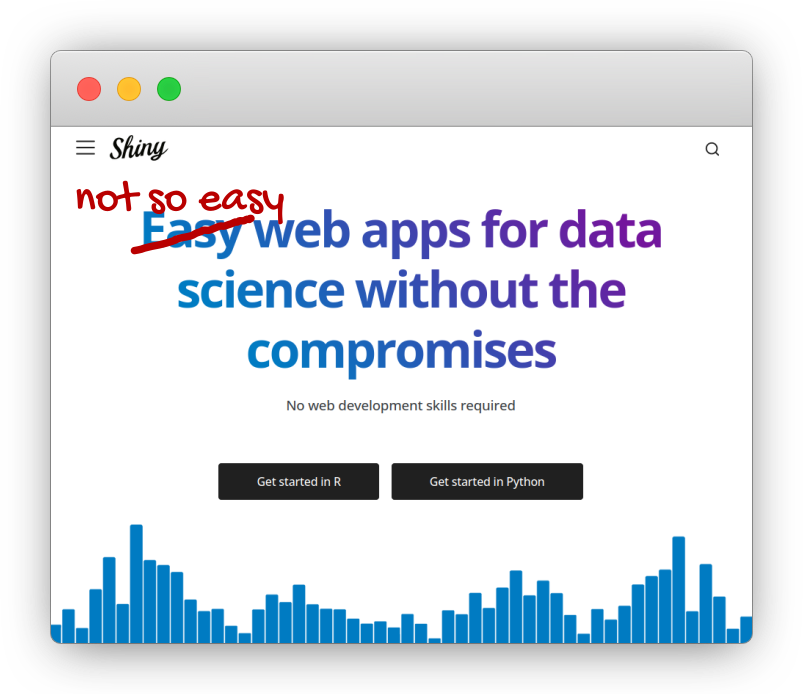 Shiny
not so easy
Easy web apps for data
science without the
compromises
No web development skills required
Get started in R
Get started in Python